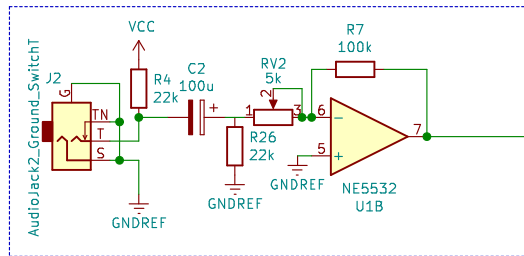 VCC
R7
100k
J2
G
AudioJack2_Ground_SwitchT
R4
22k
C2
100u
+
RV2
5k
2
1
3
TN
T
S
R26
22k
6
−
5
+
7
GNDREF
GNDREF
GNDREF
NE5532
U1B